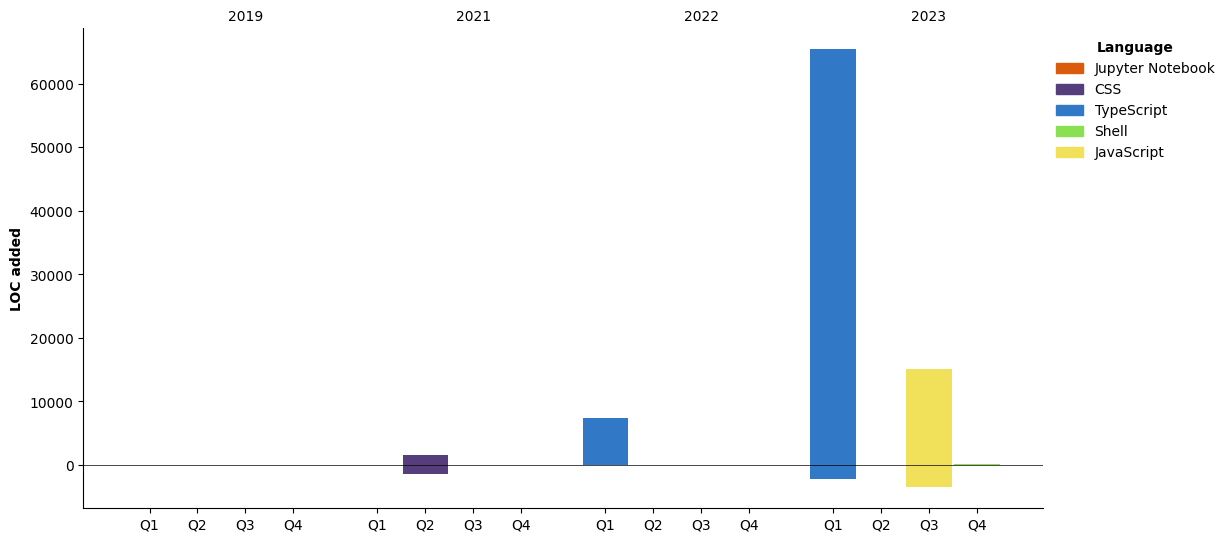 2019 2021 2022 2023
Language
Jupyter Notebook
CSS
TypeScript
Shell
JavaScript
LOC added
60000
50000
40000
30000
20000
10000
0
Q1 Q2 Q3 Q4 Q1 Q2 Q3 Q4 Q1 Q2 Q3 Q4 Q1 Q2 Q3 Q4